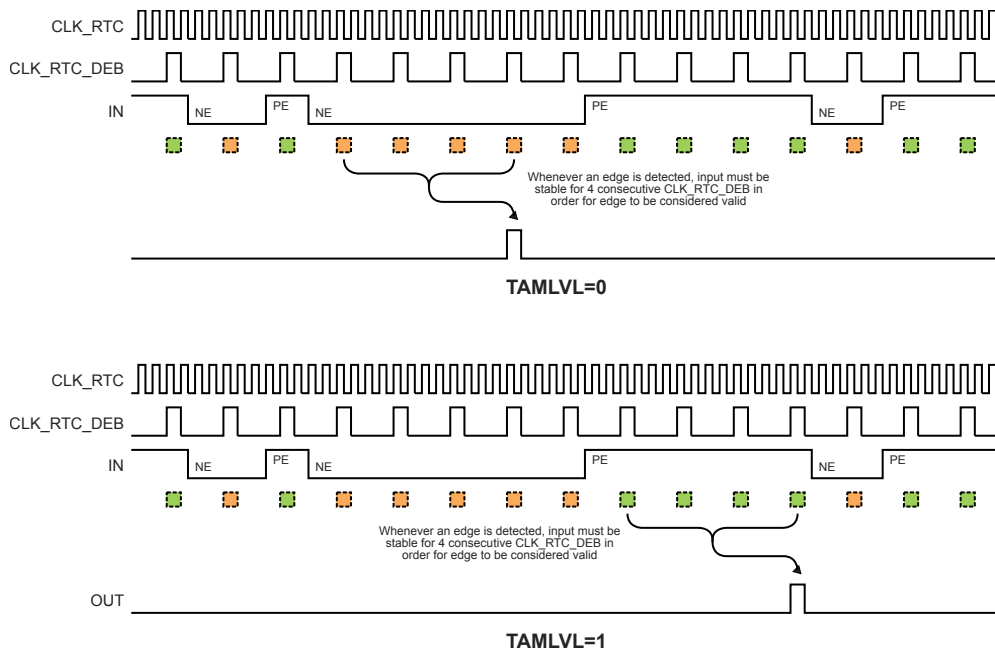 CLK_RTC
CLK_RTC_DEB
IN
NE
PE
NE
PE
NE
PE
Whenever an edge is detected, input must be
stable for 4 consecutive CLK_RTC_DEB in
order for edge to be considered valid
TAMLVL=0
CLK_RTC
CLK_RTC_DEB
IN
NE
PE
NE
PE
NE
PE
Whenever an edge is detected, input must be
stable for 4 consecutive CLK_RTC_DEB in
order for edge to be considered valid
OUT
TAMLVL=1